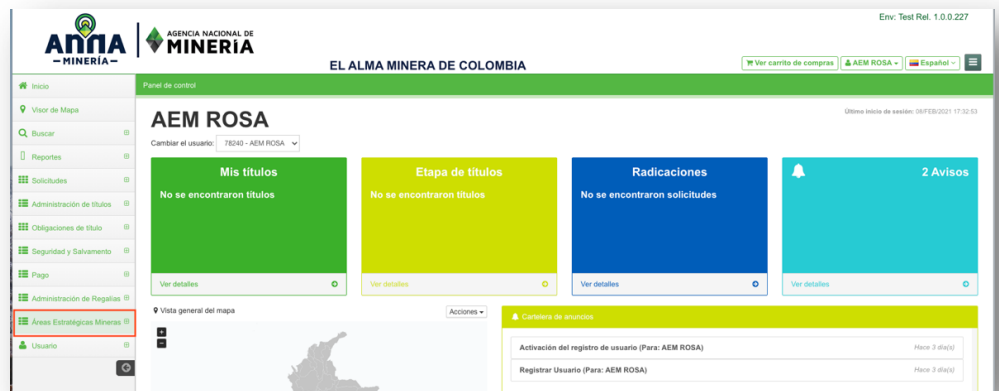 Env: Test Rel. 1.0.0.227
AnnA
– MINERÍA –
AGENCIA NACIONAL DE
MINERÍA
EL ALMA MINERA DE COLOMBIA
Ver carrito de compras
AEM ROSA
Español
Inicio
Visor de Mapa
Buscar
Reportes
Solicitudes
Administración de títulos
Obligaciones de título
Seguridad y Salvamento
Pago
Administración de Regalias
Áreas Estratégicas Mineras
Usuario
Panel de control
AEM ROSA
Último inicio de sesión: 08/FEB/2021 17:32:53
Cambiar el usuario: 78240 - AEM ROSA
Mis títulos
No se encontraron títulos
Ver detalles
Etapa de títulos
No se encontraron títulos
Ver detalles
Radicaciones
No se encontraron solicitudes
Ver detalles
2 Avisos
Ver detalles
Vista general del mapa
Acciones
+
-
Cartelera de anuncios
Activación del registro de usuario (Para: AEM ROSA) Hace 3 día(s)
Registrar Usuario (Para: AEM ROSA) Hace 3 día(s)